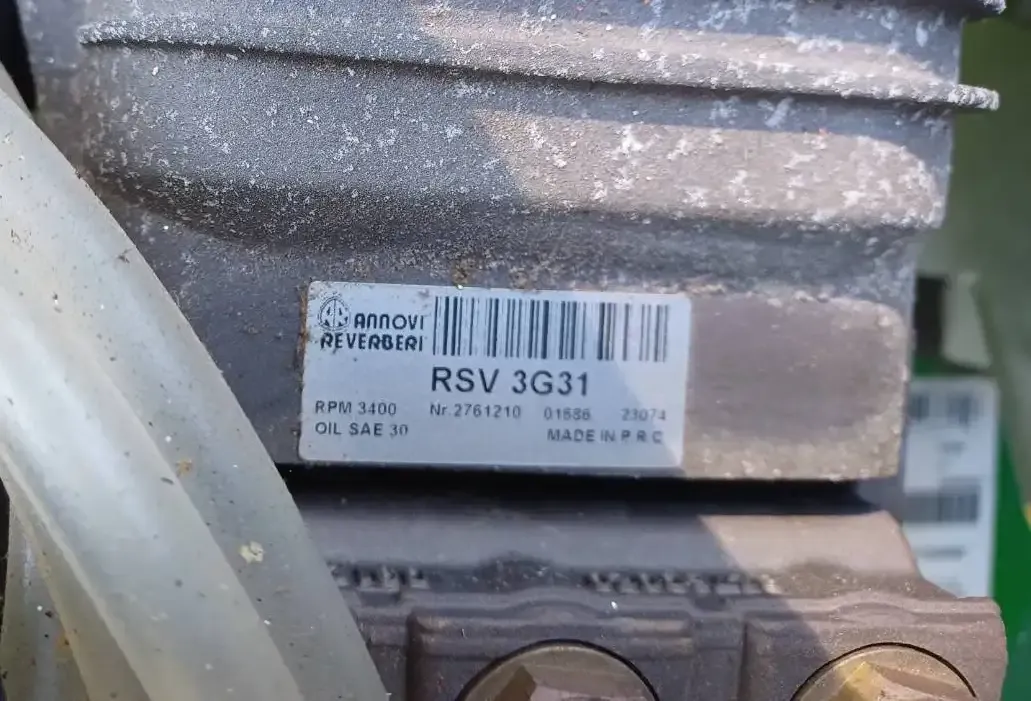 ANNOVI
REVERBERI
RSV 3G31
RPM 3400 Nr.2761210 01686 23074
OIL SAE 30 MADE IN P R C